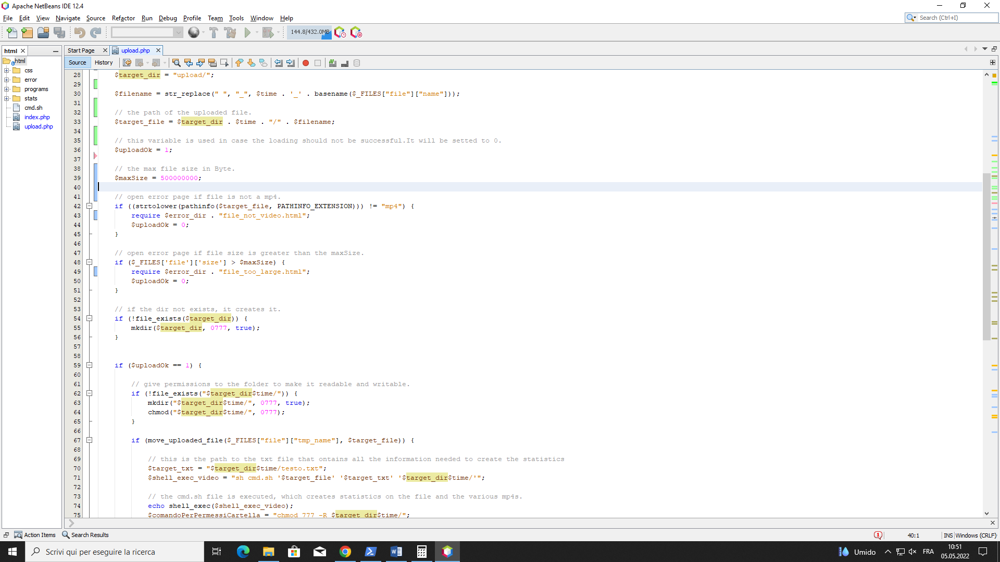 Apache NetBeans IDE 12.4
File Edit View Navigate Source Refactor Run Debug Profile Team Tools Window Help
Search (Ctrl+I)
144.8/432.0MB
html
Start Page
upload.php
html
css
error
programs
stats
cmd.sh
index.php
upload.php
Source History
28 $target_dir = "upload/";
29
30 $filename = str_replace(" ", "_", $time . '_' . basename($_FILES["file"]["name"]));
31
32 // the path of the uploaded file.
33 $target_file = $target_dir . $time . "/" . $filename;
34
35 // this variable is used in case the loading should not be successful.It will be setted to 0.
36 $uploadOk = 1;
37
38 // the max file size in Byte.
39 $maxSize = 500000000;
40
41 // open error page if file is not a mp4.
42 if ((strtolower(pathinfo($target_file, PATHINFO_EXTENSION))) != "mp4") {
43 require $error_dir . "file_not_video.html";
44 $uploadOk = 0;
45 }
46
47 // open error page if file size is greater than the maxSize.
48 if ($_FILES['file']['size'] > $maxSize) {
49 require $error_dir . "file_too_large.html";
50 $uploadOk = 0;
51 }
52
53 // if the dir not exists, it creates it.
54 if (!file_exists($target_dir)) {
55 mkdir($target_dir, 0777, true);
56 }
57
58
59 if ($uploadOk == 1) {
60
61 // give permissions to the folder to make it readable and writable.
62 if (!file_exists("$target_dir$time/")) {
63 mkdir("$target_dir$time/", 0777, true);
64 chmod("$target_dir$time/", 0777);
65 }
66
67 if (move_uploaded_file($_FILES["file"]["tmp_name"], $target_file)) {
68
69 // this is the path to the txt file that ontains all the information needed to create the statistics
70 $target_txt = "$target_dir$time/testo.txt";
71 $shell_exec_video = "sh cmd.sh '$target_file' '$target_txt' '$target_dir$time/'";
72
73 // the cmd.sh file is executed, which creates statistics on the file and the various mp4s.
74 echo shell_exec($shell_exec_video);
75 $comandoPerPermessiCartella = "chmod 777 -R $target_dir$time/";
Action Items Search Results
1
40:1
INS
Windows (CRLF)
Scrivi qui per eseguire la ricerca
Umido
FRA
10:51
05.05.2022